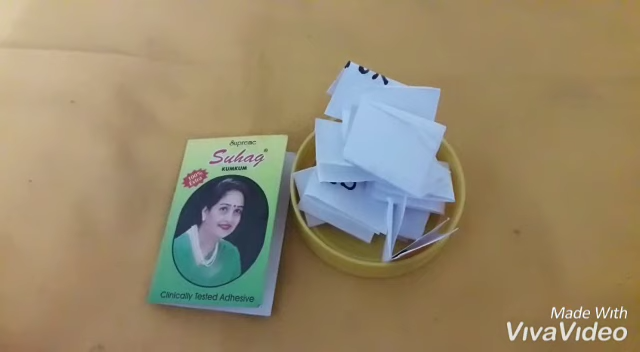 Supreme
Suhag®
KUMKUM
Clinically Tested Adhesive
Made With
VivaVideo